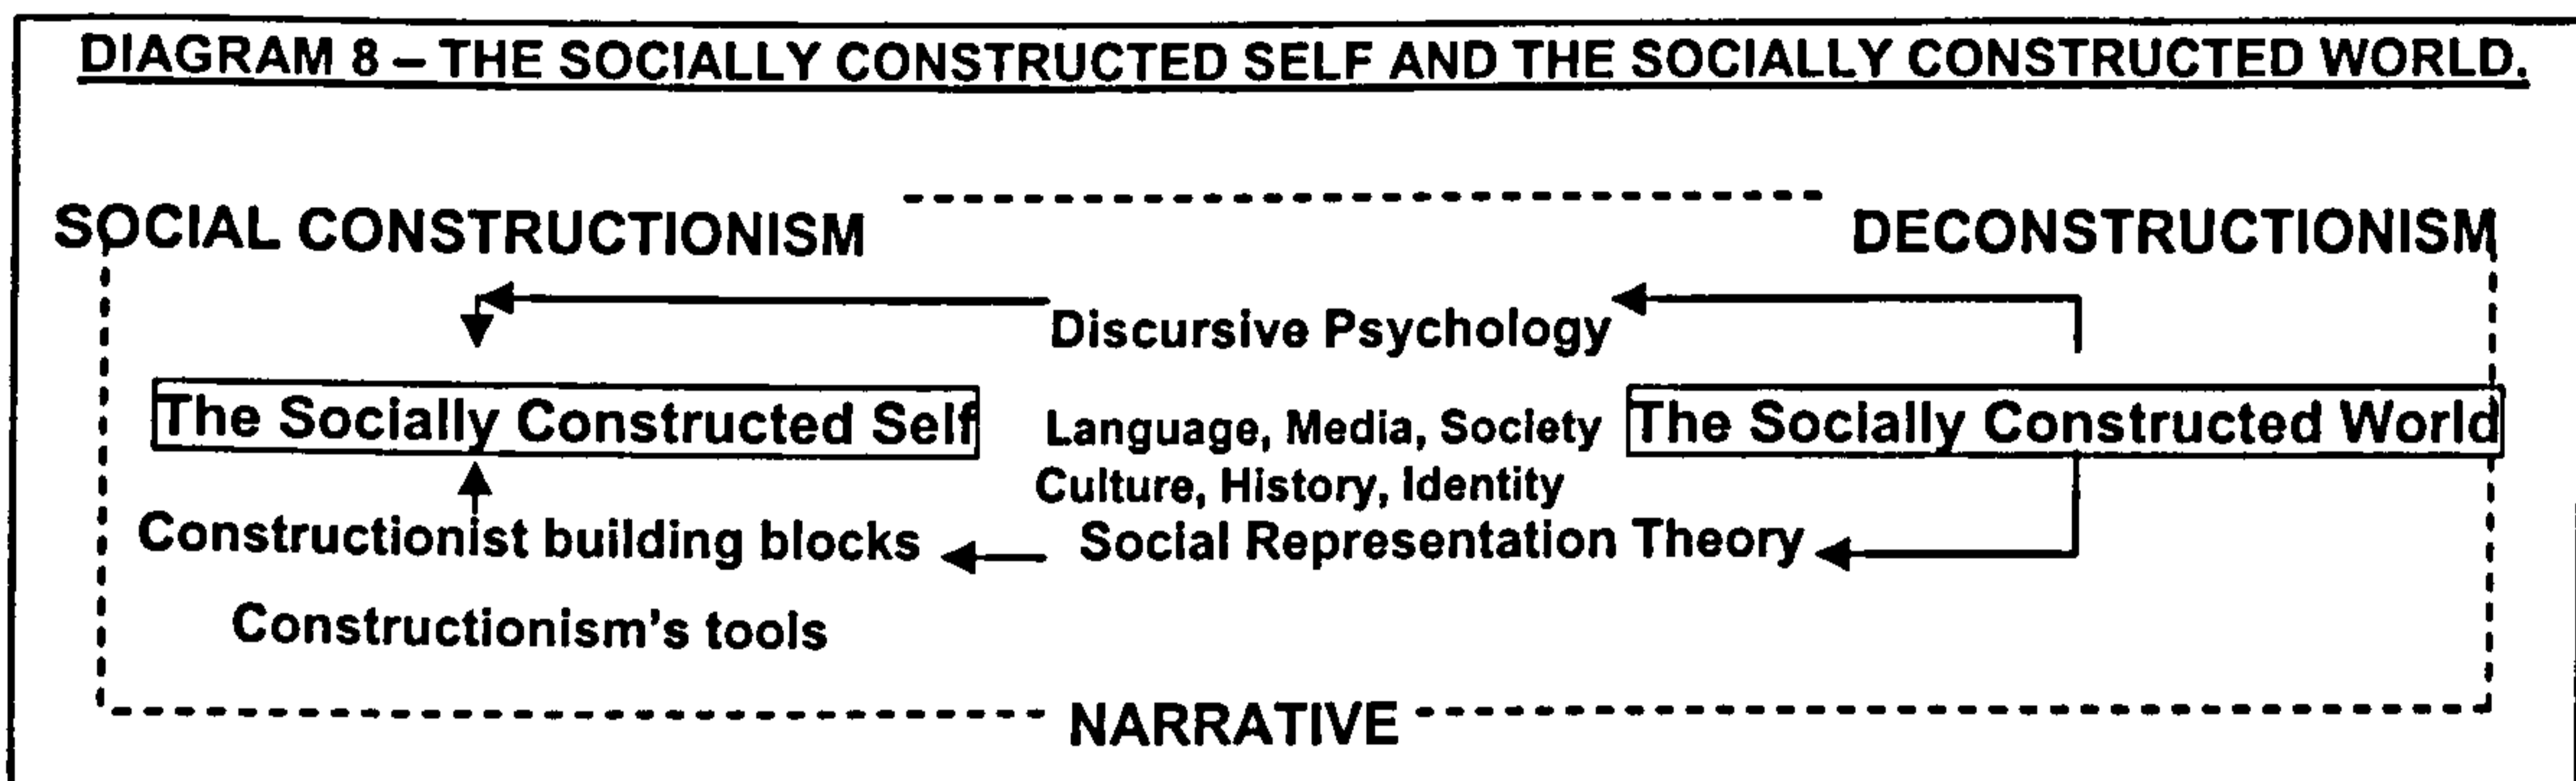 DIAGRAM 8 – THE SOCIALLY CONSTRUCTED SELF AND THE SOCIALLY CONSTRUCTED WORLD.
SOCIAL CONSTRUCTIONISM
DECONSTRUCTIONISM
Discursive Psychology
The Socially Constructed Self
Language, Media, Society
The Socially Constructed World
Culture, History, Identity
Constructionist building blocks
Social Representation Theory
Constructionism's tools
NARRATIVE